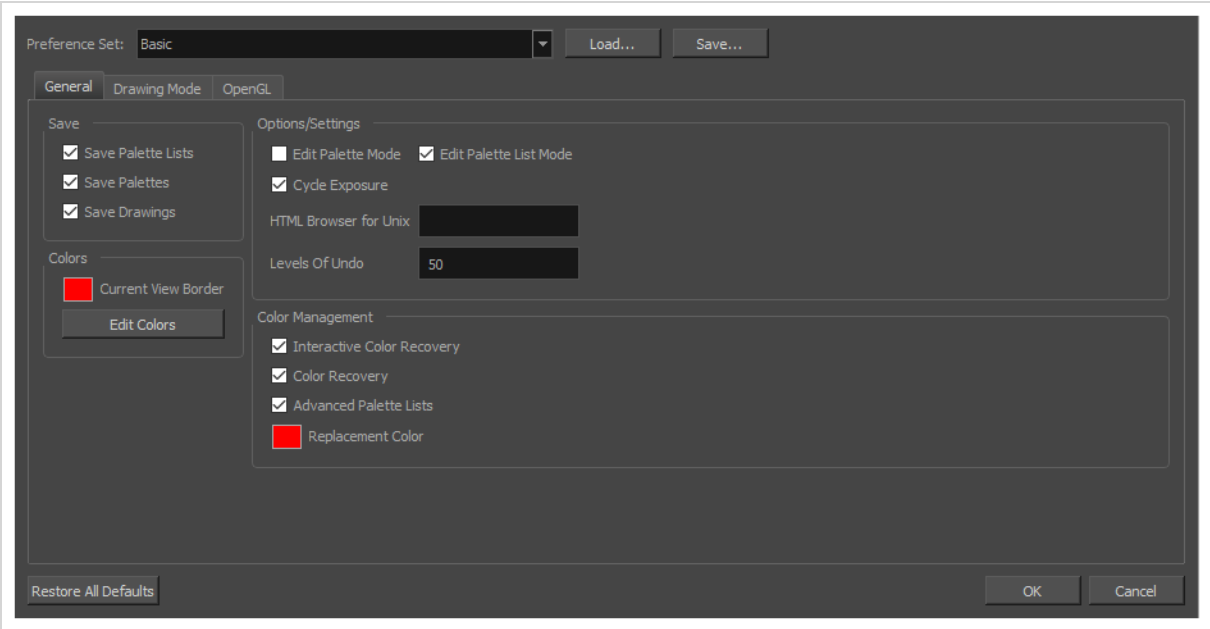 Preference Set: Basic Load... Save...
General Drawing Mode OpenGL
Save
Save Palette Lists
Save Palettes
Save Drawings
Colors
Current View Border
Edit Colors
Options/Settings
Edit Palette Mode Edit Palette List Mode
Cycle Exposure
HTML Browser for Unix
Levels Of Undo 50
Color Management
Interactive Color Recovery
Color Recovery
Advanced Palette Lists
Replacement Color
Restore All Defaults OK Cancel